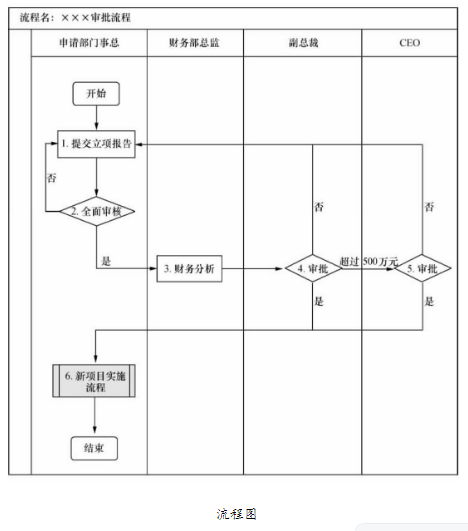 流程名：×××审批流程
申请部门事总 财务部总监 副总裁 CEO
开始
1. 提交立项报告
否
2. 全面审核
否 否
是
3. 财务分析
4. 审批
超过 500万元
5. 审批
是 是
6. 新项目实施
流程
结束
流程图